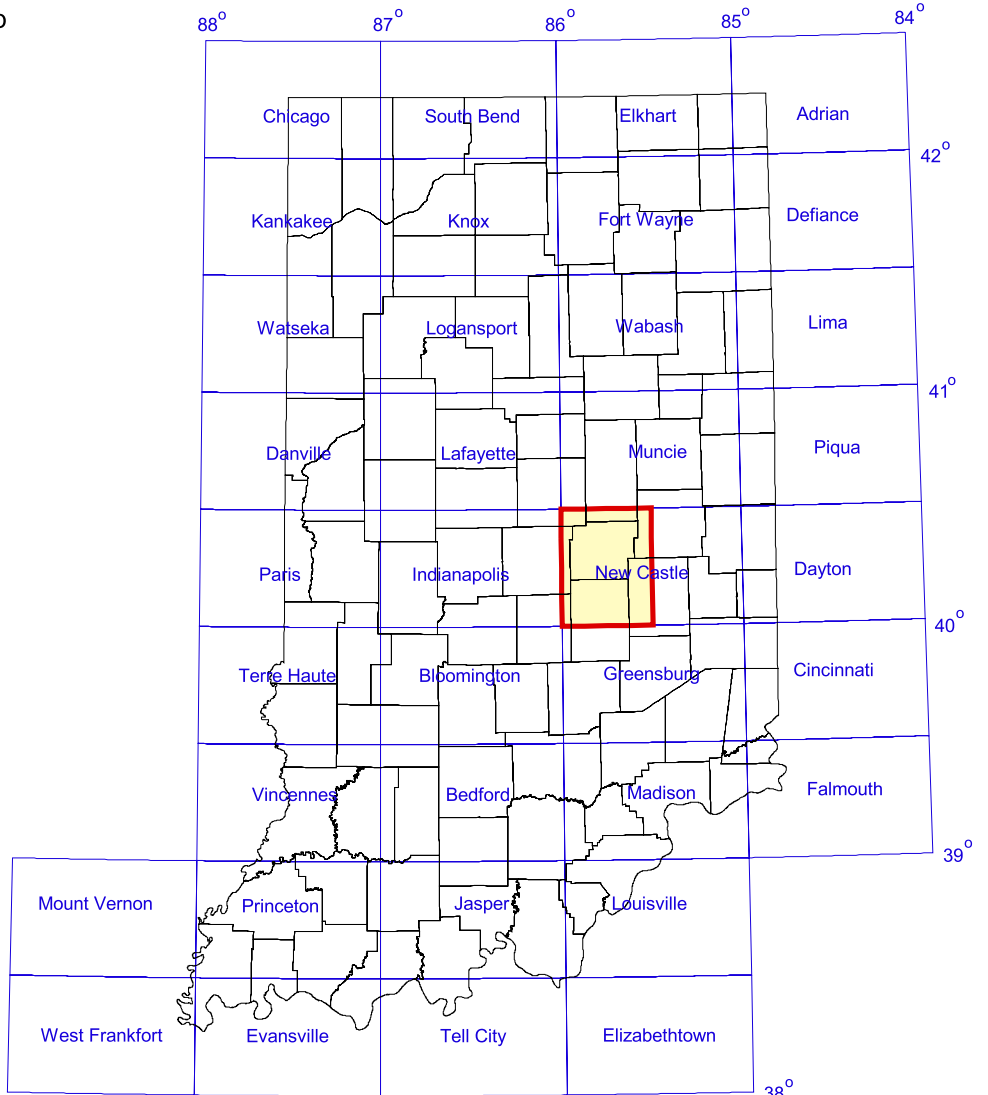 88° 87° 86° 85° 84°
Chicago South Bend Elkhart Adrian
42°
Kankakee Knox Fort Wayne Defiance
Watseka Logansport Wabash Lima
41°
Danville Lafayette Muncie Piqua
Paris Indianapolis New Castle Dayton
40°
Terre Haute Bloomington Greensburg Cincinnati
Vincennes Bedford Madison Falmouth
39°
Mount Vernon Princeton Jasper Louisville
West Frankfort Evansville Tell City Elizabethtown
38°